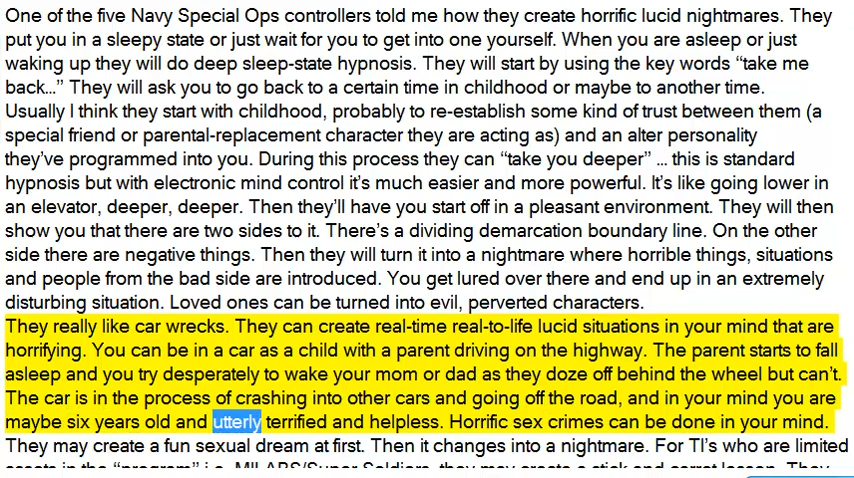 One of the five Navy Special Ops controllers told me how they create horrific lucid nightmares. They
put you in a sleepy state or just wait for you to get into one yourself. When you are asleep or just
waking up they will do deep sleep-state hypnosis. They will start by using the key words “take me
back…” They will ask you to go back to a certain time in childhood or maybe to another time.
Usually I think they start with childhood, probably to re-establish some kind of trust between them (a
special friend or parental-replacement character they are acting as) and an alter personality
they’ve programmed into you. During this process they can “take you deeper” ... this is standard
hypnosis but with electronic mind control it’s much easier and more powerful. It’s like going lower in
an elevator, deeper, deeper. Then they’ll have you start off in a pleasant environment. They will then
show you that there are two sides to it. There’s a dividing demarcation boundary line. On the other
side there are negative things. Then they will turn it into a nightmare where horrible things, situations
and people from the bad side are introduced. You get lured over there and end up in an extremely
disturbing situation. Loved ones can be turned into evil, perverted characters.
They really like car wrecks. They can create real-time real-to-life lucid situations in your mind that are
horrifying. You can be in a car as a child with a parent driving on the highway. The parent starts to fall
asleep and you try desperately to wake your mom or dad as they doze off behind the wheel but can’t.
The car is in the process of crashing into other cars and going off the road, and in your mind you are
maybe six years old and utterly terrified and helpless. Horrific sex crimes can be done in your mind.
They may create a fun sexual dream at first. Then it changes into a nightmare. For TI’s who are limited
assets in the “program” i.e. MILABS/Super Soldiers, they may create a stick and carrot lesson. They